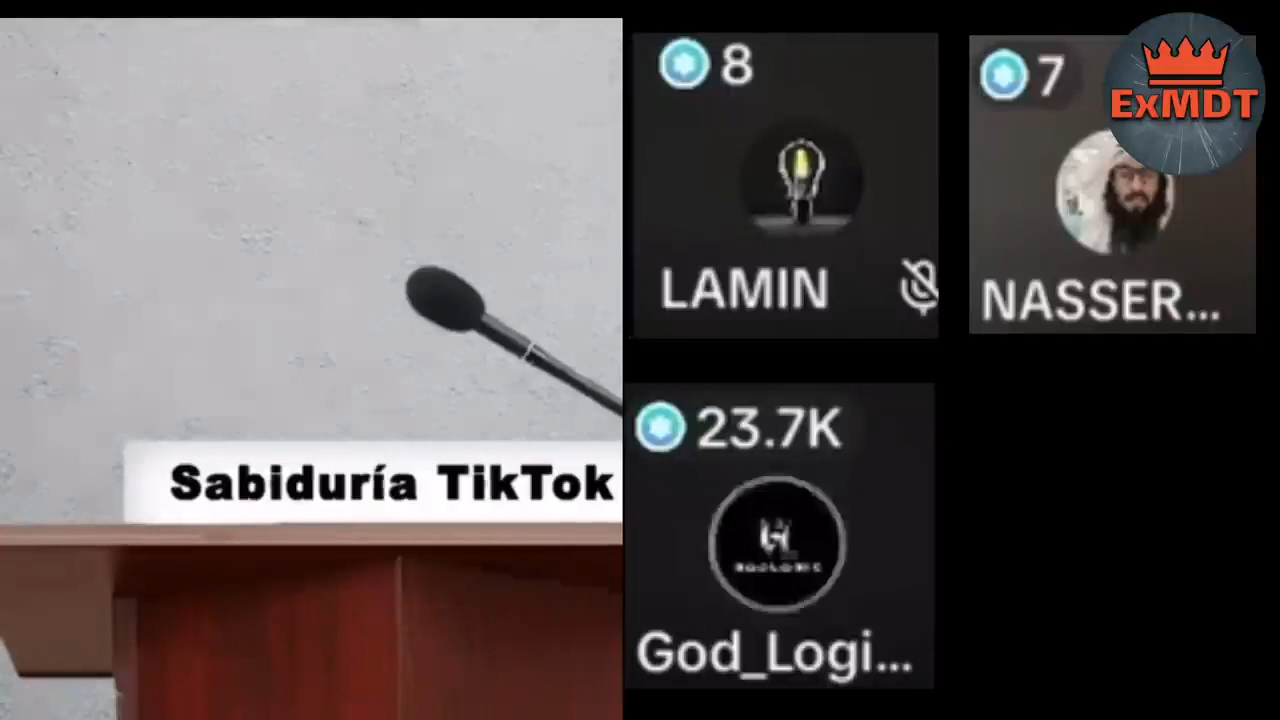 8
7
ExMDT
LAMIN
NASSER...
Sabiduría TikTok
23.7K
God_Logi...